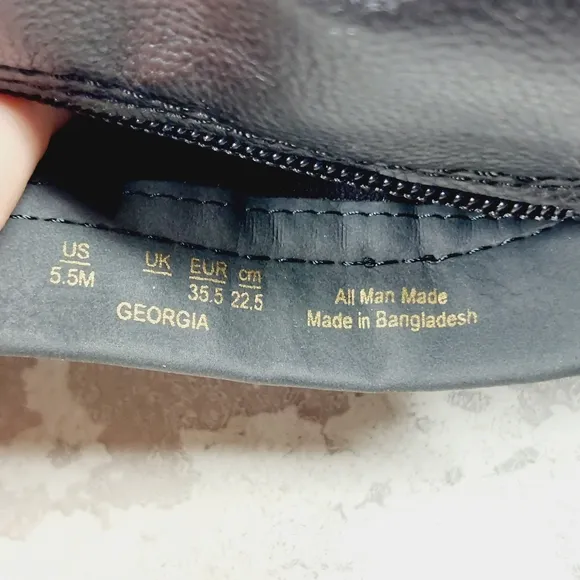 US UK EUR cm
5.5M 35.5 22.5
GEORGIA
All Man Made
Made in Bangladesh